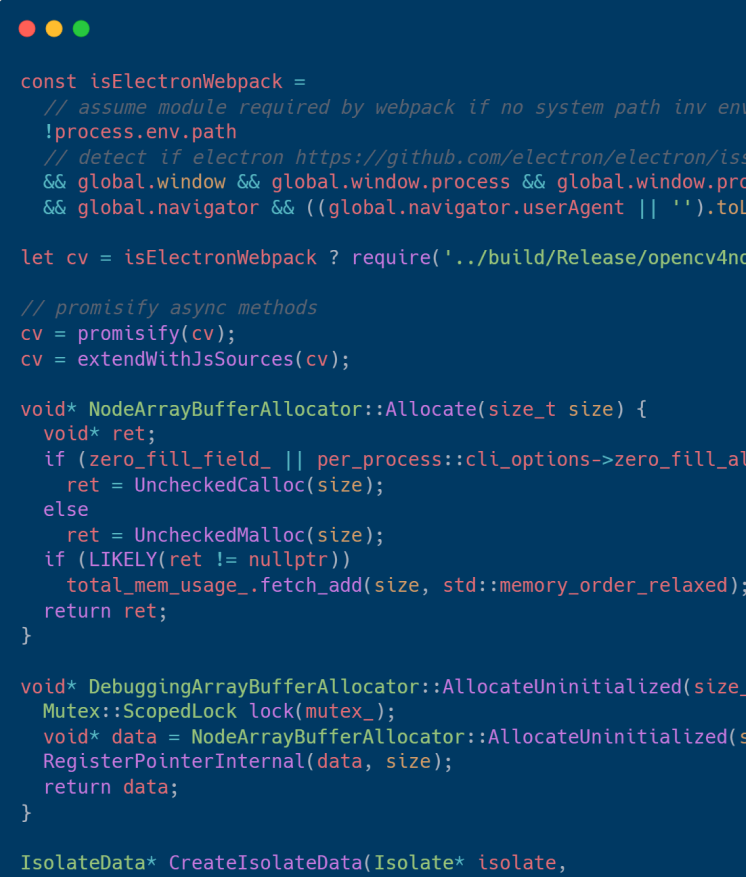 const isElectronWebpack =
  // assume module required by webpack if no system path inv env
  !process.env.path
  // detect if electron https://github.com/electron/electron/iss
  && global.window && global.window.process && global.window.pro
  && global.navigator && ((global.navigator.userAgent || '').toL
let cv = isElectronWebpack ? require('../build/Release/opencv4no
// promisify async methods
cv = promisify(cv);
cv = extendWithJsSources(cv);
void* NodeArrayBufferAllocator::Allocate(size_t size) {
  void* ret;
  if (zero_fill_field_ || per_process::cli_options->zero_fill_al
    ret = UncheckedCalloc(size);
  else
    ret = UncheckedMalloc(size);
  if (LIKELY(ret != nullptr))
    total_mem_usage_.fetch_add(size, std::memory_order_relaxed);
  return ret;
}
void* DebuggingArrayBufferAllocator::AllocateUninitialized(size_
  Mutex::ScopedLock lock(mutex_);
  void* data = NodeArrayBufferAllocator::AllocateUninitialized(s
  RegisterPointerInternal(data, size);
  return data;
}
IsolateData* CreateIsolateData(Isolate* isolate,